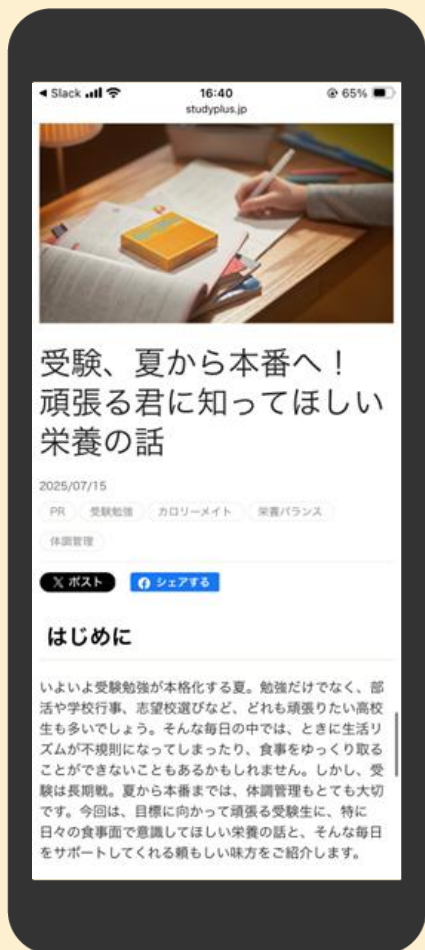 ◀ Slack
16:40
65%
studyplus.jp
受験、夏から本番へ！
頑張る君に知ってほしい
栄養の話
2025/07/15
PR 受験勉強 カロリーメイト 栄養バランス
体調管理
X ポスト シェアする
はじめに
いよいよ受験勉強が本格化する夏。勉強だけでなく、部
活や学校行事、志望校選びなど、どれも頑張りたい高校
生も多いでしょう。そんな毎日の中では、ときに生活リ
ズムが不規則になってしまったり、食事をゆっくり取る
ことができないこともあるかもしれません。しかし、受
験は長期戦。夏から本番までは、体調管理もとても大切
です。今回は、目標に向かって頑張る受験生に、特に
日々の食事面で意識してほしい栄養の話と、そんな毎日
をサポートしてくれる頼もしい味方をご紹介します。